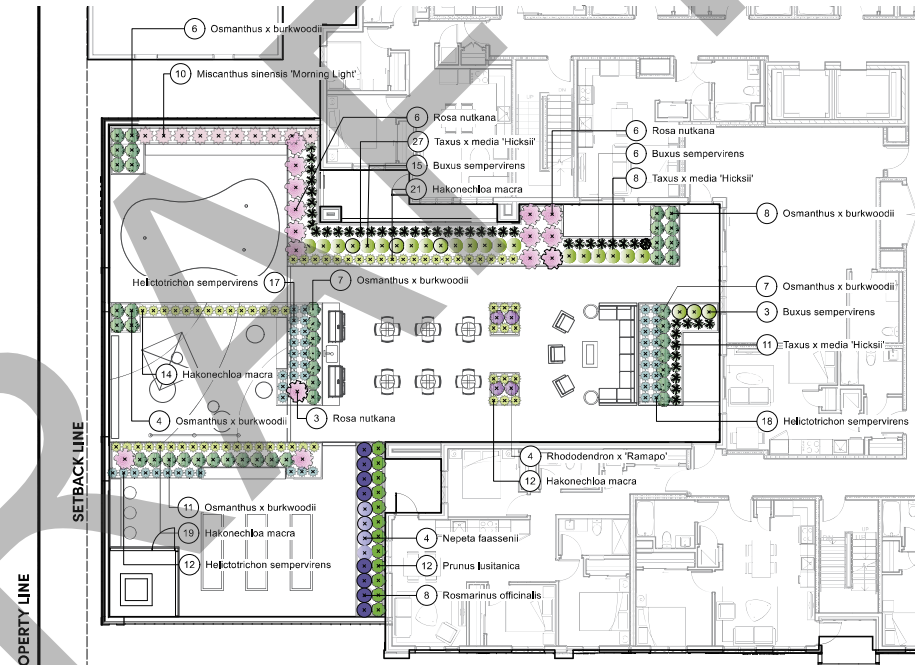 6 Osmanthus x burkwoodii
10 Miscanthus sinensis 'Morning Light'
6 Rosa nutkana
27 Taxus x media 'Hicksii'
15 Buxus sempervirens
21 Hakonechloa macra
6 Rosa nutkana
6 Buxus sempervirens
8 Taxus x media 'Hicksii'
8 Osmanthus x burkwoodii
Helictotrichon sempervirens 17
7 Osmanthus x burkwoodii
7 Osmanthus x burkwoodii
3 Buxus sempervirens
11 Taxus x media 'Hicksii'
14 Hakonechloa macra
4 Osmanthus x burkwoodii
3 Rosa nutkana
18 Helictotrichon sempervirens
4 Rhododendron x 'Ramapo'
12 Hakonechloa macra
11 Osmanthus x burkwoodii
19 Hakonechloa macra
12 Helictotrichon sempervirens
4 Nepeta faassenii
12 Prunus lusitanica
8 Rosmarinus officinalis
SETBACK LINE
OPERTY LINE